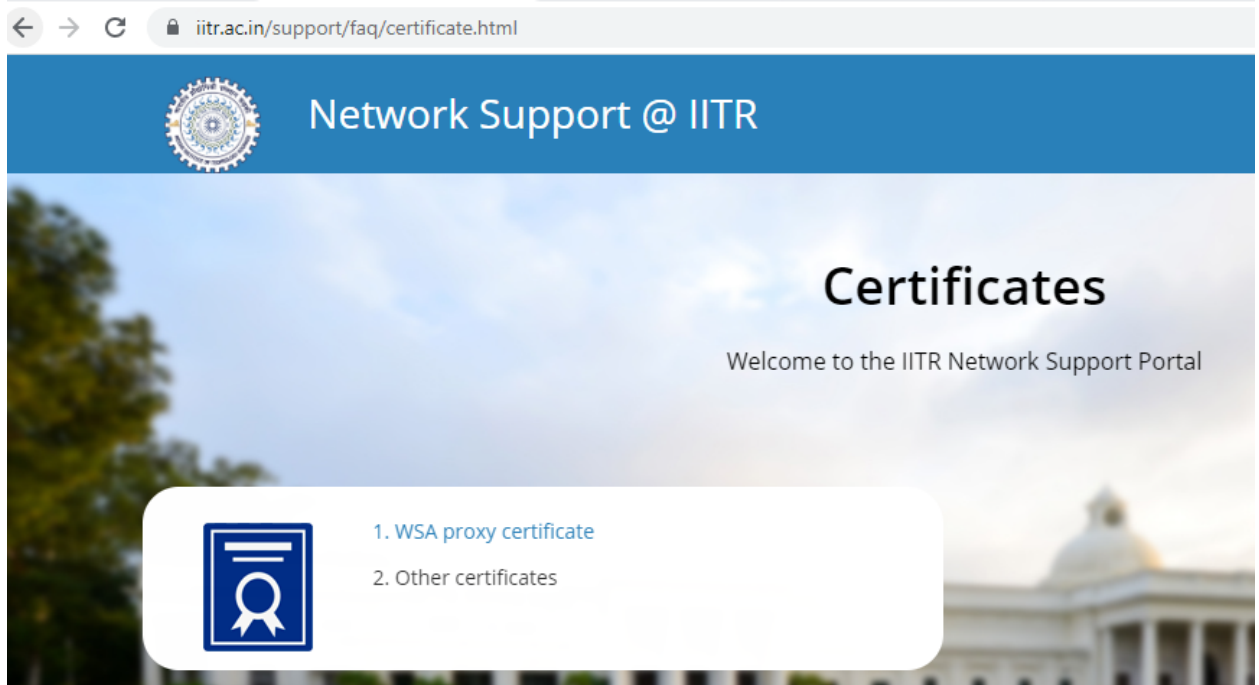 iitr.ac.in/support/faq/certificate.html
Network Support @ IITR
Certificates
Welcome to the IITR Network Support Portal
1. WSA proxy certificate
2. Other certificates